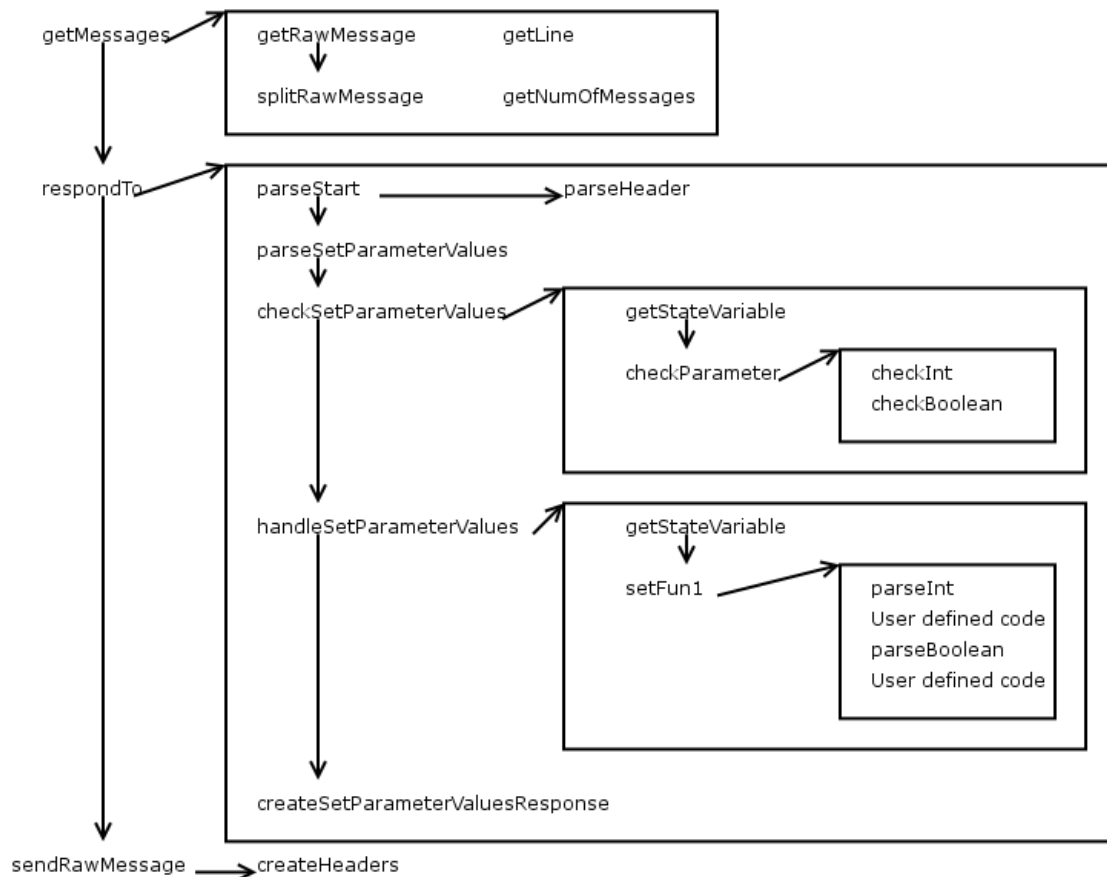 getMessages getRawMessage getLine
splitRawMessage getNumOfMessages
respondTo parseStart parseHeader
parseSetParameterValues
checkSetParameterValues getStateVariable
checkParameter checkInt
checkBoolean
handleSetParameterValues getStateVariable
setFun1 parseInt
User defined code
parseBoolean
User defined code
createSetParameterValuesResponse
sendRawMessage createHeaders